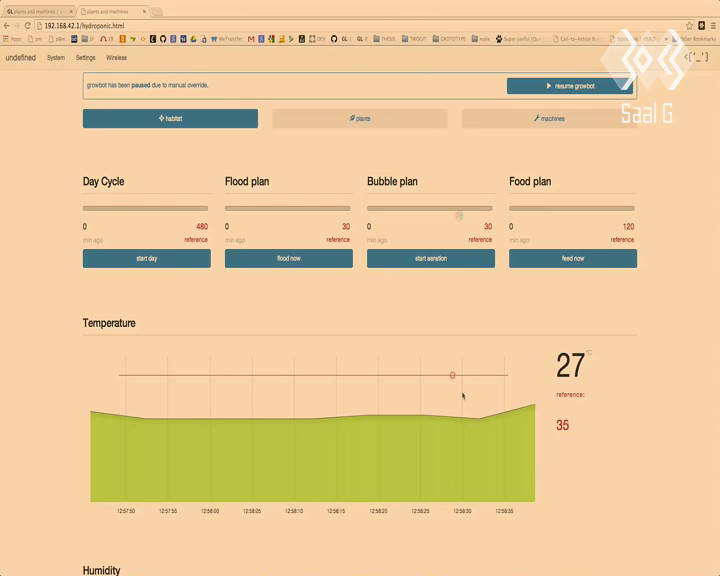 GL plants and machines /
plants and machines
192.168.42.1/hydroponic.html
Apps
WeTransfer
DEV
GL
THESIS
TWOOT
CRISTOTYPE
node
Call-to-Action
Other Bookmarks
undefined System Settings Wireless
Saal G
growbot has been paused due to manual override.
resume growbot
habitat plants machines
Day Cycle Flood plan Bubble plan Food plan
0 480 0 30 0 30 0 120
min ago reference min ago reference min ago reference min ago reference
start day flood now start aeration feed now
Temperature
27 °C
reference:
35
12:57:50 12:57:55 12:58:00 12:58:05 12:58:10 12:58:15 12:58:20 12:58:25 12:58:30 12:58:35
Humidity